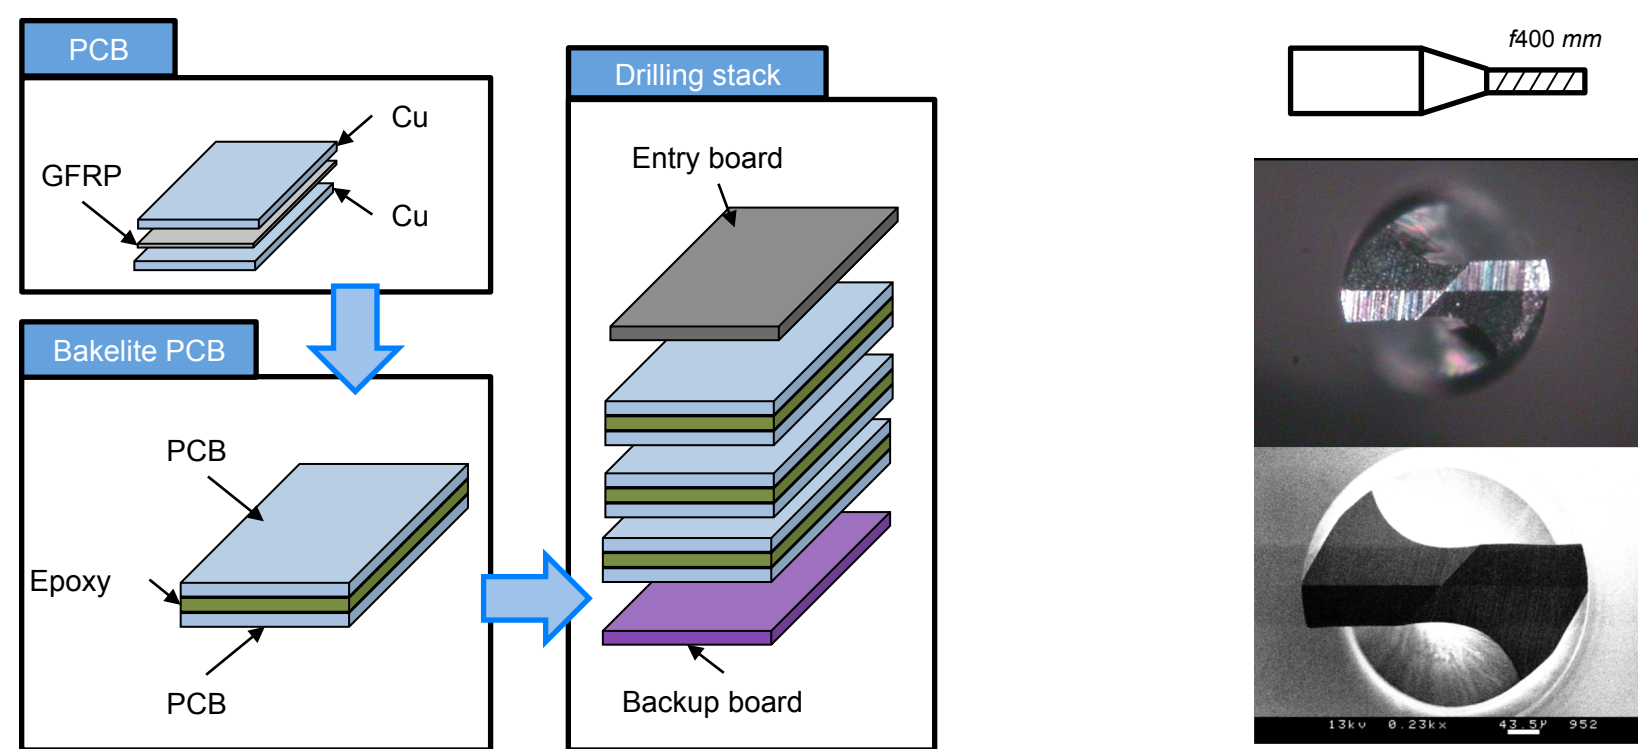 PCB
Cu
GFRP
Cu
Bakelite PCB
PCB
Epoxy
PCB
Drilling stack
Entry board
Backup board
f400 mm
13kv 0.23kx 43.5µ 952